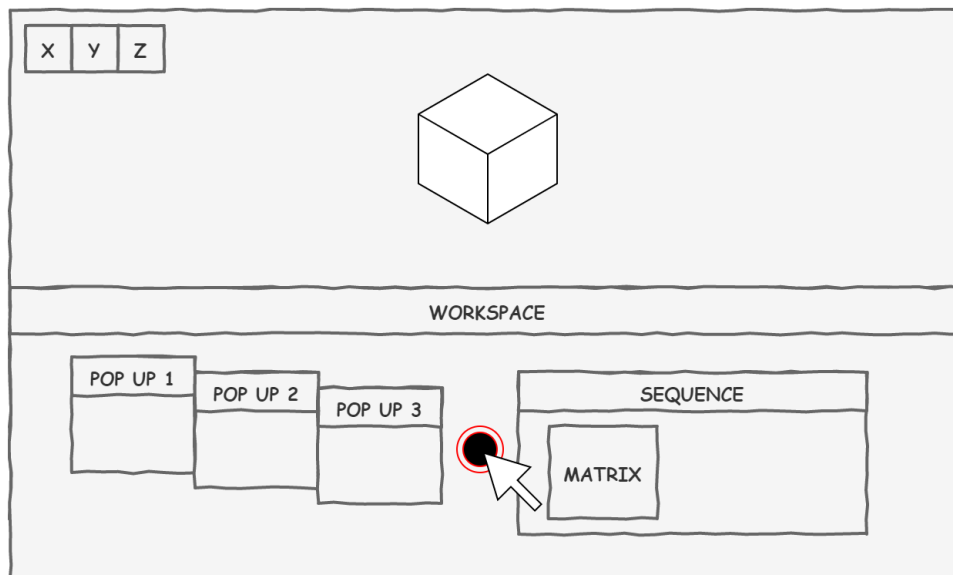 X Y Z
WORKSPACE
POP UP 1
POP UP 2
POP UP 3
SEQUENCE
MATRIX